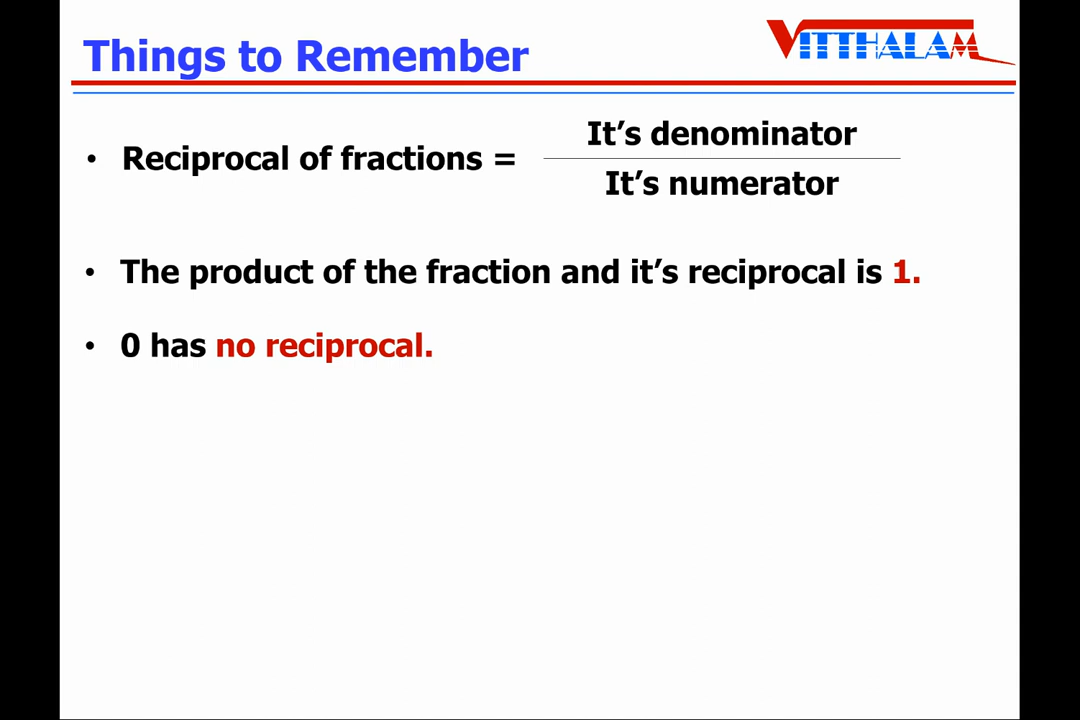 Things to Remember
VITTHALAM
• Reciprocal of fractions =
It’s denominator
It’s numerator
• The product of the fraction and it’s reciprocal is 1.
• 0 has no reciprocal.